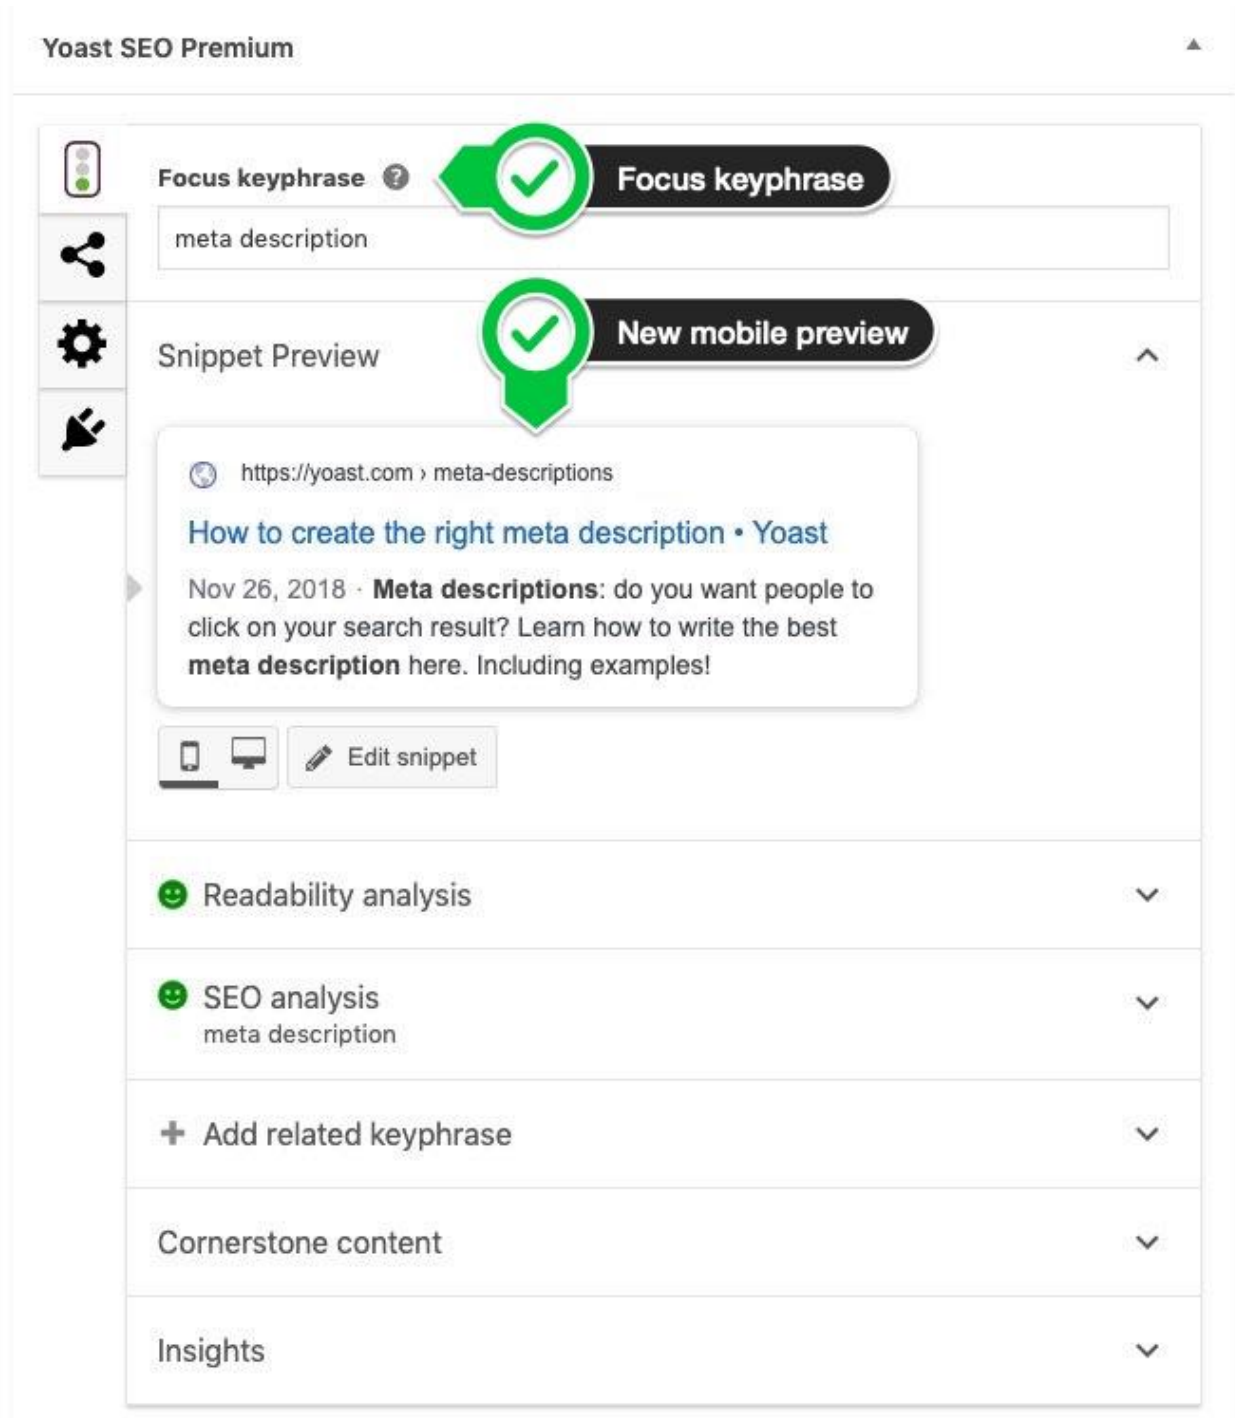 Yoast SEO Premium
Focus keyphrase
Focus keyphrase
meta description
New mobile preview
Snippet Preview
https://yoast.com › meta-descriptions
How to create the right meta description • Yoast
Nov 26, 2018 · Meta descriptions: do you want people to
click on your search result? Learn how to write the best
meta description here. Including examples!
Edit snippet
Readability analysis
SEO analysis
meta description
Add related keyphrase
Cornerstone content
Insights